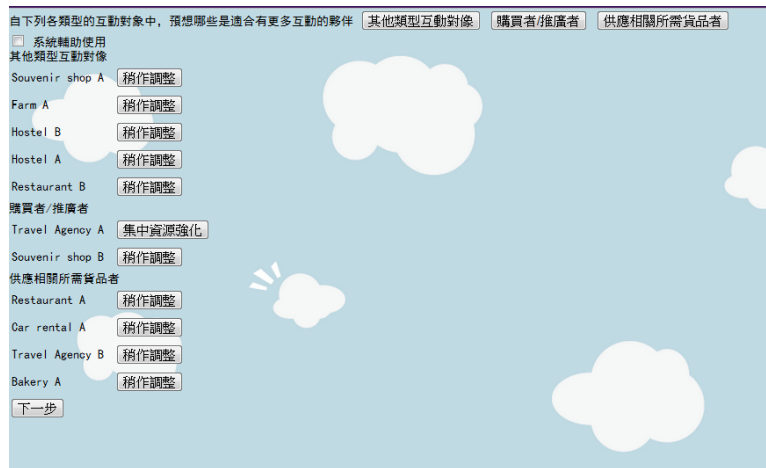 自下列各類型的互動對象中, 預想哪些是適合有更多互動的夥伴 其他類型互動對像 購買者/推廣者 供應相關所需貨品者
系統輔助使用
其他類型互動對像
Souvenir shop A 稍作調整
Farm A 稍作調整
Hostel B 稍作調整
Hostel A 稍作調整
Restaurant B 稍作調整
購買者/推廣者
Travel Agency A 集中資源強化
Souvenir shop B 稍作調整
供應相關所需貨品者
Restaurant A 稍作調整
Car rental A 稍作調整
Travel Agency B 稍作調整
Bakery A 稍作調整
下一步